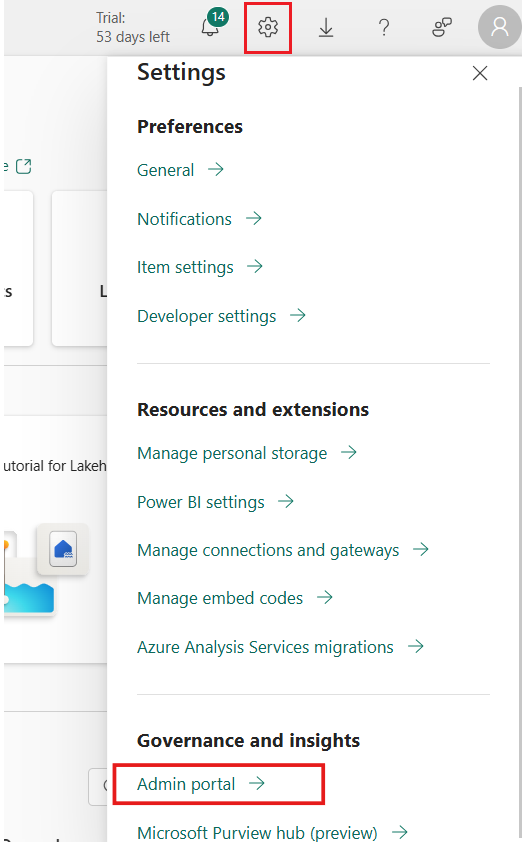 Trial:
53 days left
14
?
Settings
Preferences
General
Notifications
Item settings
Developer settings
Resources and extensions
Manage personal storage
Power BI settings
Manage connections and gateways
Manage embed codes
Azure Analysis Services migrations
Governance and insights
Admin portal
Microsoft Purview hub (preview)
e
s
L
utorial for Lakeh